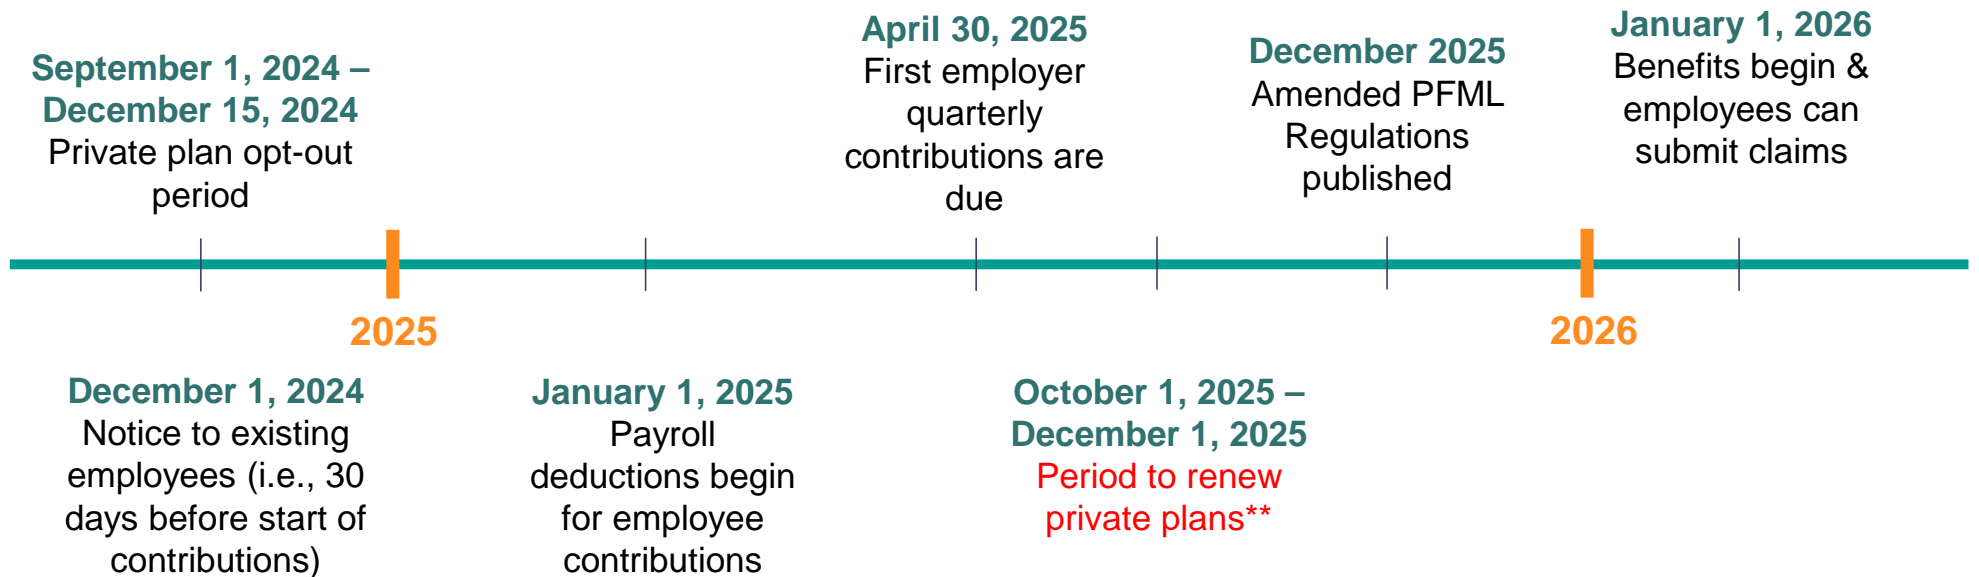 September 1, 2024 –
December 15, 2024
Private plan opt-out
period
April 30, 2025
First employer
quarterly
contributions are
due
December 2025
Amended PFML
Regulations
published
January 1, 2026
Benefits begin &
employees can
submit claims
2025
2026
December 1, 2024
Notice to existing
employees (i.e., 30
days before start of
contributions)
January 1, 2025
Payroll
deductions begin
for employee
contributions
October 1, 2025 –
December 1, 2025
Period to renew
private plans**